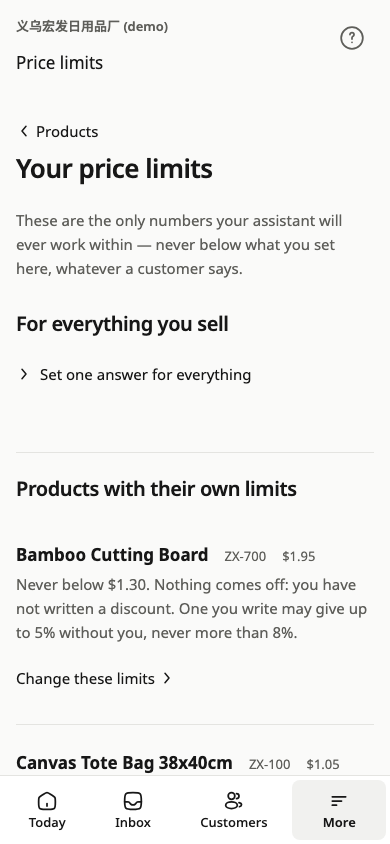 义乌宏发日用品厂 (demo)
Price limits
Products
Your price limits
These are the only numbers your assistant will
ever work within — never below what you set
here, whatever a customer says.
For everything you sell
Set one answer for everything
Products with their own limits
Bamboo Cutting Board ZX-700 $1.95
Never below $1.30. Nothing comes off: you have
not written a discount. One you write may give up
to 5% without you, never more than 8%.
Change these limits
Canvas Tote Bag 38x40cm ZX-100 $1.05
Today Inbox Customers More